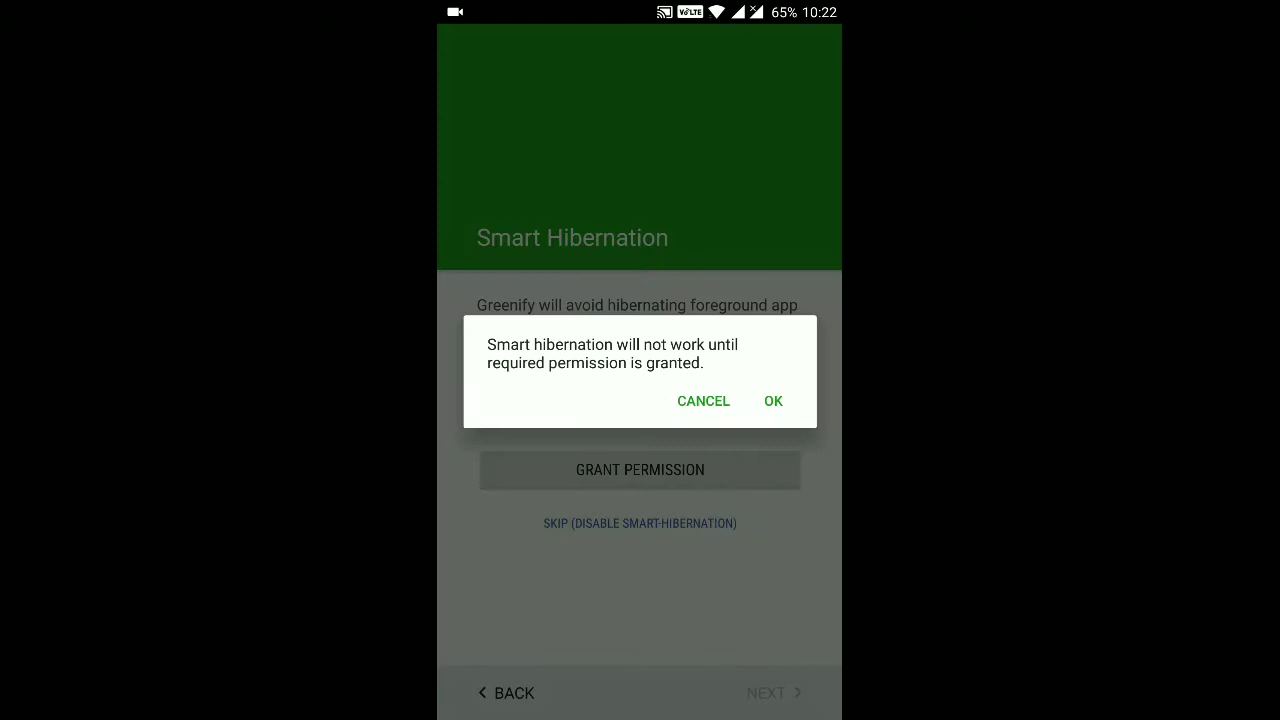 VoLTE 65% 10:22
Smart Hibernation
Greenify will avoid hibernating foreground app
Smart hibernation will not work until
required permission is granted.
CANCEL OK
GRANT PERMISSION
SKIP (DISABLE SMART-HIBERNATION)
BACK NEXT